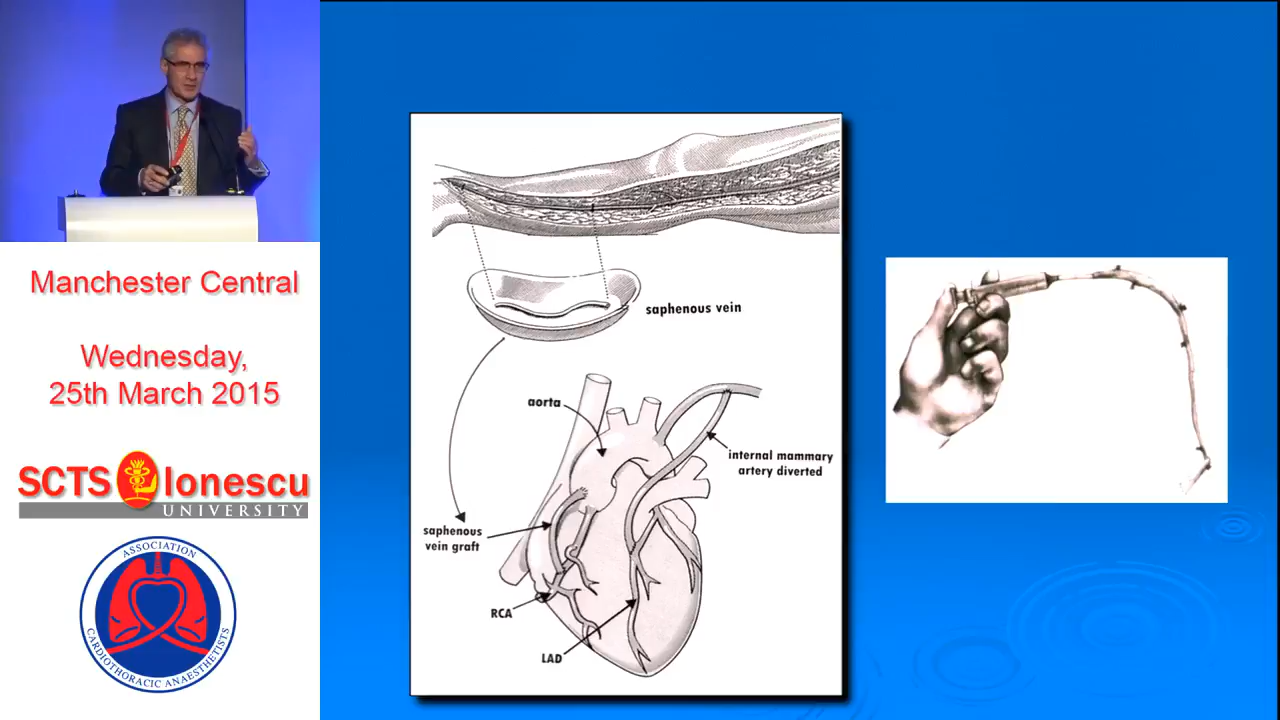 Manchester Central
Wednesday,
25th March 2015
SCTS Ionescu
UNIVERSITY
ASSOCIATION
CARDIOTHORACIC ANAESTHETISTS
saphenous vein
aorta
internal mammary
artery diverted
saphenous
vein graft
RCA
LAD